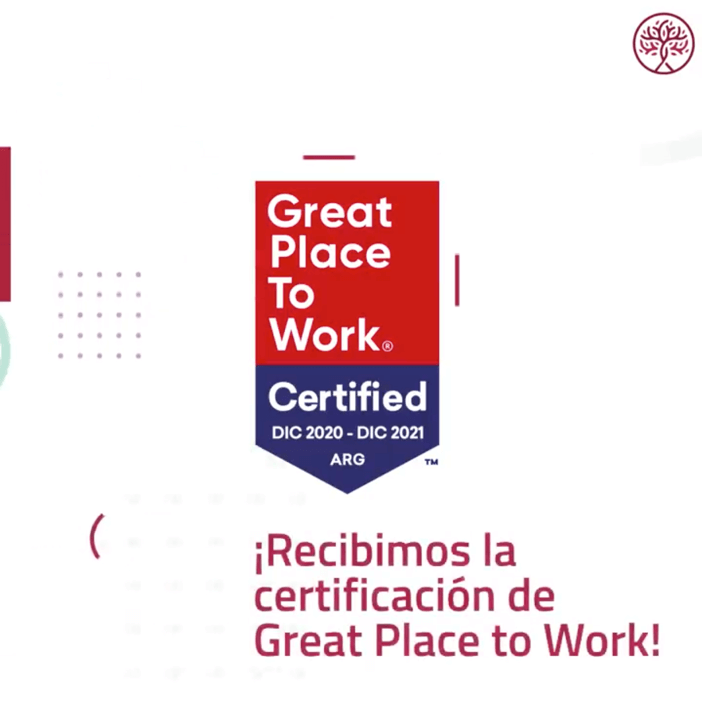 Great
Place
To
Work®
Certified
DIC 2020 - DIC 2021
ARG
™
¡Recibimos la
certificación de
Great Place to Work!